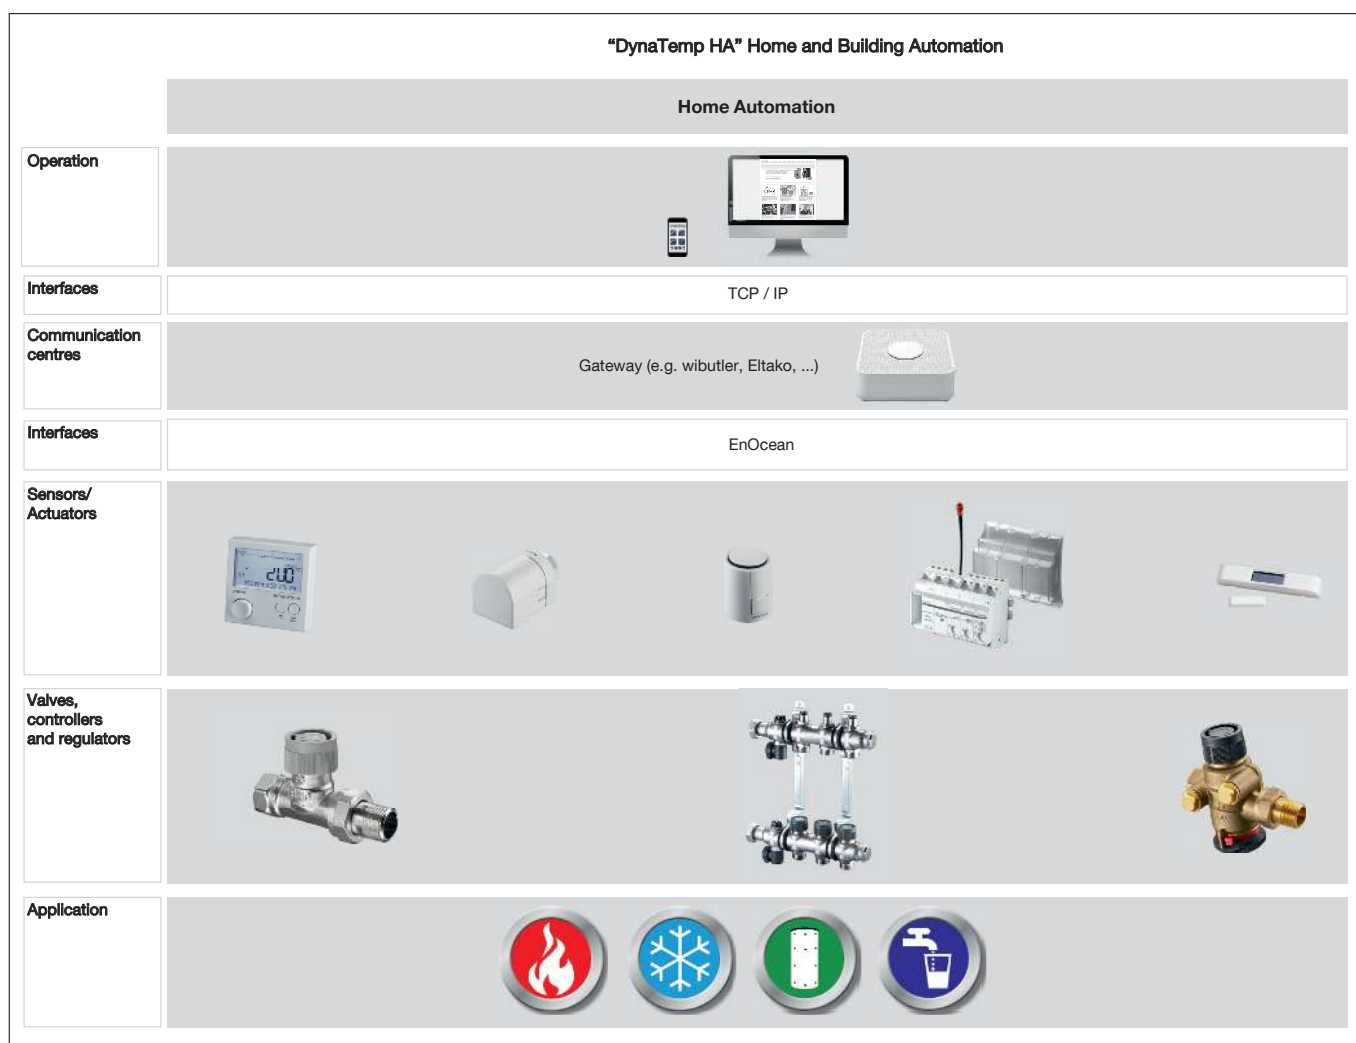 “DynaTemp HA” Home and Building Automation
Home Automation
Operation
Interfaces
TCP / IP
Communication
centres
Gateway (e.g. wibutler, Eltako, ...)
Interfaces
EnOcean
Sensors/
Actuators
Valves,
controllers
and regulators
Application